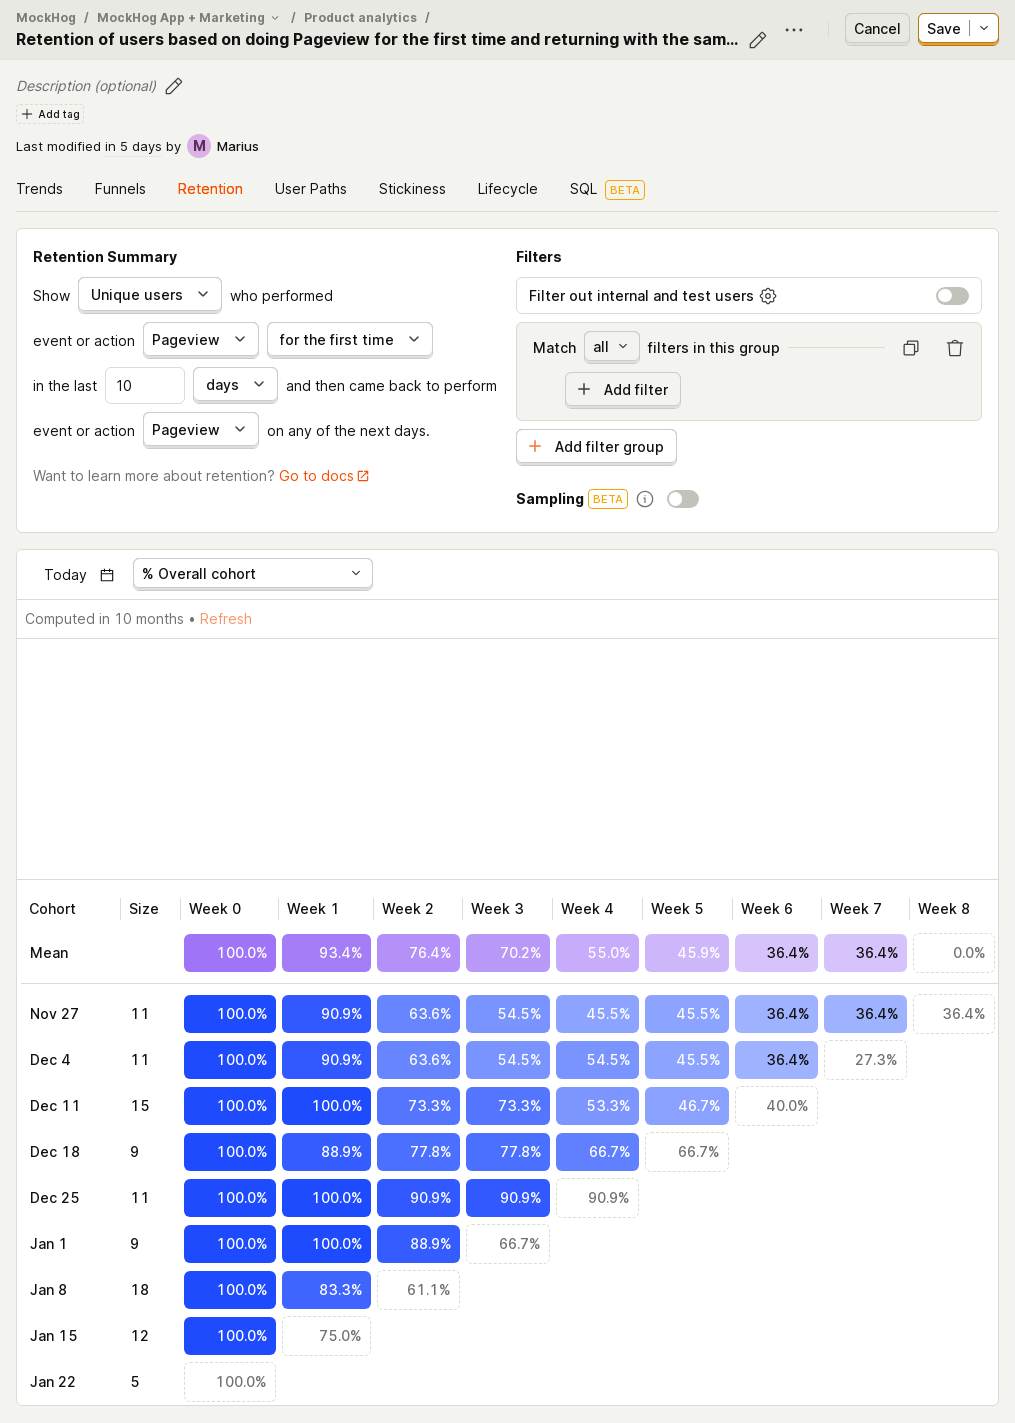 MockHog / MockHog App + Marketing / Product analytics /
Retention of users based on doing Pageview for the first time and returning with the sam...
Cancel
Save
Description (optional)
Add tag
Last modified in 5 days by M Marius
Trends Funnels Retention User Paths Stickiness Lifecycle SQL BETA
Retention Summary
Show Unique users who performed
event or action Pageview for the first time
in the last 10 days and then came back to perform
event or action Pageview on any of the next days.
Want to learn more about retention? Go to docs
Filters
Filter out internal and test users
Match all filters in this group
Add filter
Add filter group
Sampling BETA
Today % Overall cohort
Computed in 10 months • Refresh
Cohort Size Week 0 Week 1 Week 2 Week 3 Week 4 Week 5 Week 6 Week 7 Week 8
Mean 100.0% 93.4% 76.4% 70.2% 55.0% 45.9% 36.4% 36.4% 0.0%
Nov 27 11 100.0% 90.9% 63.6% 54.5% 45.5% 45.5% 36.4% 36.4% 36.4%
Dec 4 11 100.0% 90.9% 63.6% 54.5% 54.5% 45.5% 36.4% 27.3%
Dec 11 15 100.0% 100.0% 73.3% 73.3% 53.3% 46.7% 40.0%
Dec 18 9 100.0% 88.9% 77.8% 77.8% 66.7% 66.7%
Dec 25 11 100.0% 100.0% 90.9% 90.9% 90.9%
Jan 1 9 100.0% 100.0% 88.9% 66.7%
Jan 8 18 100.0% 83.3% 61.1%
Jan 15 12 100.0% 75.0%
Jan 22 5 100.0%